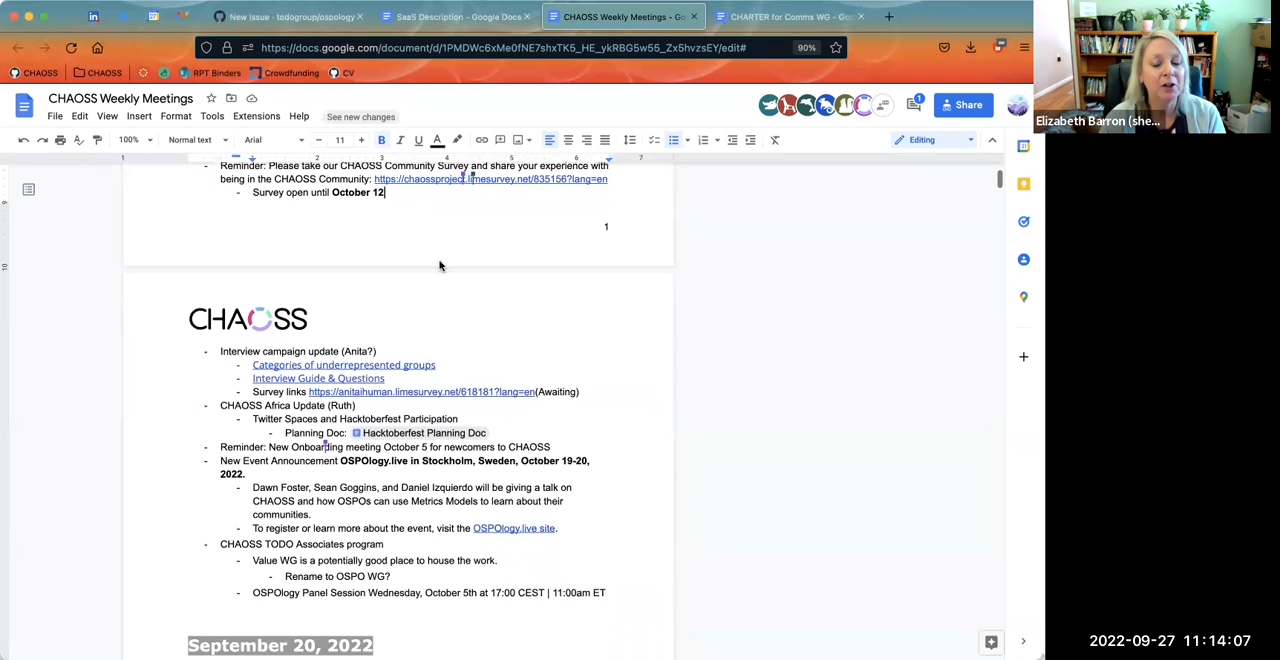 New Issue - todogroup/ospology
SaaS Description - Google Docs
CHAOSS Weekly Meetings - Go
CHARTER for Comms WG - Goo
https://docs.google.com/document/d/1PMDWc6xMe0fNE7shxTK5_HE_ykRBG5w55_Zx5hvzsEY/edit#
90%
CHAOSS
CHAOSS
RPT Binders
Crowdfunding
CV
CHAOSS Weekly Meetings
File Edit View Insert Format Tools Extensions Help
See new changes
1
Share
Elizabeth Barron (she...
100%
Normal text
Arial
11
Editing
1 2 3 4 5 6 7
- Reminder: Please take our CHAOSS Community Survey and share your experience with
being in the CHAOSS Community: https://chaossproject.limesurvey.net/835156?lang=en
- Survey open until October 12
1
CHAOSS
- Interview campaign update (Anita?)
- Categories of underrepresented groups
- Interview Guide & Questions
- Survey links https://anitaihuman.limesurvey.net/618181?lang=en(Awaiting)
- CHAOSS Africa Update (Ruth)
- Twitter Spaces and Hacktoberfest Participation
- Planning Doc: Hacktoberfest Planning Doc
- Reminder: New Onboarding meeting October 5 for newcomers to CHAOSS
- New Event Announcement OSPOlogy.live in Stockholm, Sweden, October 19-20,
2022.
- Dawn Foster, Sean Goggins, and Daniel Izquierdo will be giving a talk on
CHAOSS and how OSPOs can use Metrics Models to learn about their
communities.
- To register or learn more about the event, visit the OSPOlogy.live site.
- CHAOSS TODO Associates program
- Value WG is a potentially good place to house the work.
- Rename to OSPO WG?
- OSPOlogy Panel Session Wednesday, October 5th at 17:00 CEST | 11:00am ET
September 20, 2022
2022-09-27 11:14:07